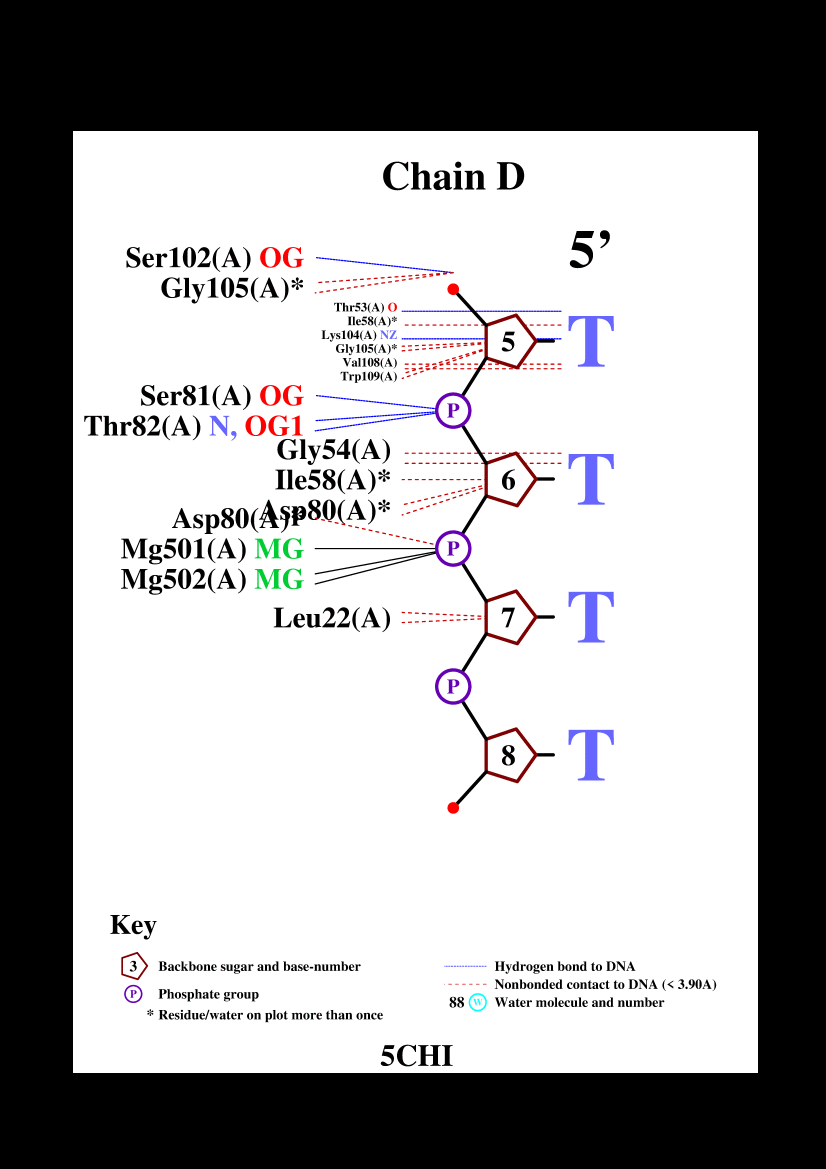 Chain D
5’
Ser102(A) OG
Gly105(A)*
Thr53(A) O
Ile58(A)*
Lys104(A) NZ
Gly105(A)*
Val108(A)
Trp109(A)
5
T
Ser81(A) OG
Thr82(A) N, OG1
P
Gly54(A)
Ile58(A)*
Asp80(A)*
6
T
Asp80(A)*
Mg501(A) MG
Mg502(A) MG
P
Leu22(A)
7
T
P
8
T
Key
3 Backbone sugar and base-number
P Phosphate group
* Residue/water on plot more than once
Hydrogen bond to DNA
Nonbonded contact to DNA (< 3.90A)
88 W Water molecule and number
5CHI